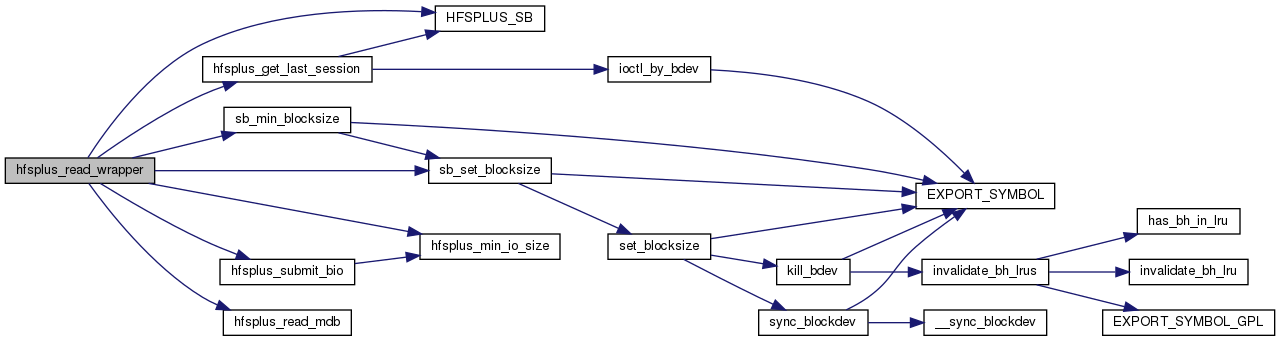 HFSPLUS_SB
hfsplus_get_last_session
ioctl_by_bdev
sb_min_blocksize
hfsplus_read_wrapper
sb_set_blocksize
EXPORT_SYMBOL
has_bh_in_lru
set_blocksize
hfsplus_min_io_size
hfsplus_submit_bio
kill_bdev
invalidate_bh_lrus
invalidate_bh_lru
hfsplus_read_mdb
sync_blockdev
__sync_blockdev
EXPORT_SYMBOL_GPL